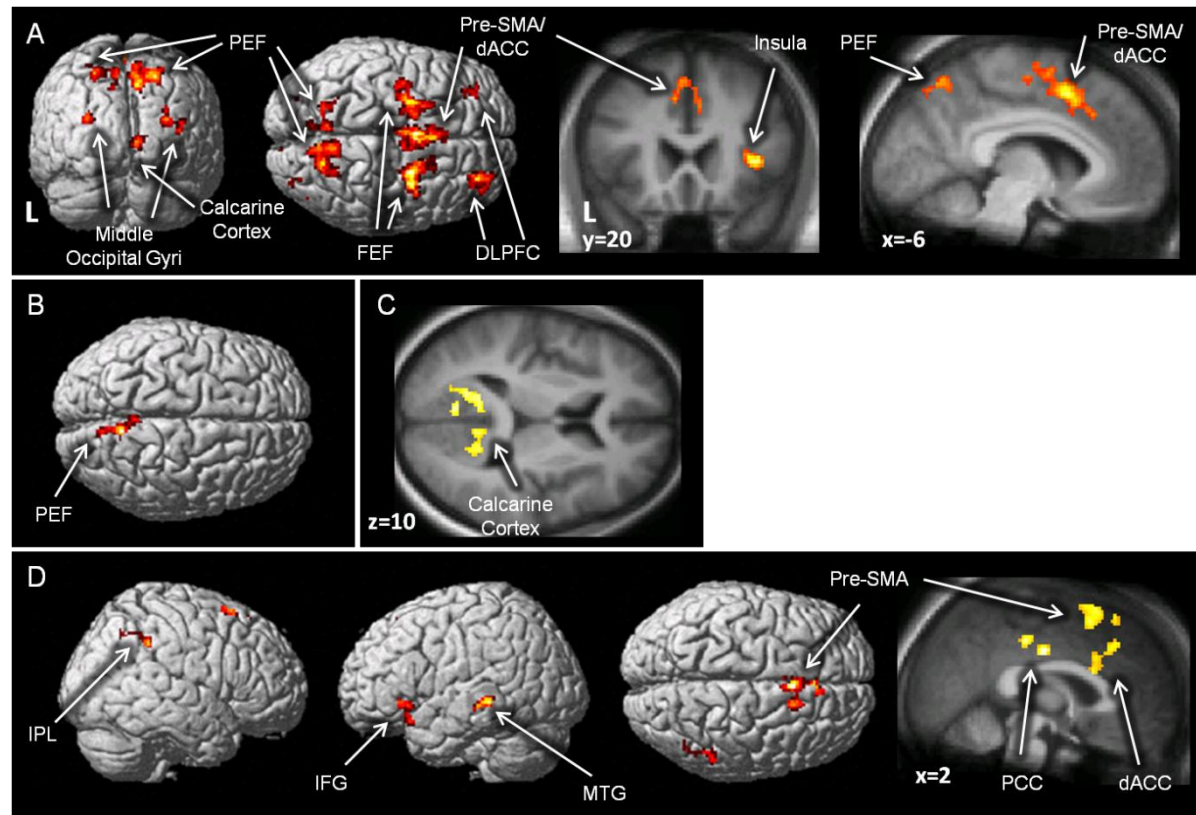 A
PEF
Pre-SMA/
dACC
Insula
PEF
Pre-SMA/
dACC
L
Middle
Occipital Gyri
Calcarine
Cortex
FEF
DLPFC
L
y=20
x=-6
B
PEF
C
Calcarine
Cortex
z=10
D
IPL
IFG
MTG
Pre-SMA
x=2
PCC
dACC